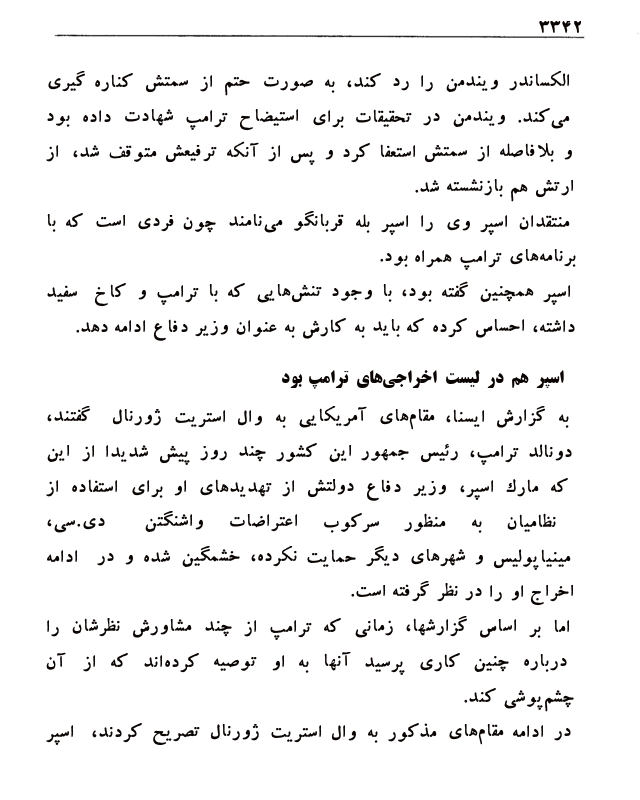 ۳۳۴۲
الکساندر ویندمن را رد کند، به صورت حتم از سمتش کناره گیری
می‌کند. ویندمن در تحقیقات برای استیضاح ترامپ شهادت داده بود
و بلافاصله از سمتش استعفا کرد و پس از آنکه ترفیعش متوقف شد، از
ارتش هم بازنشسته شد.
منتقدان اسپر وی را اسپر بله قربانگو می‌نامند چون فردی است که با
برنامه‌های ترامپ همراه بود.
اسپر همچنین گفته بود، با وجود تنش‌هایی که با ترامپ و کاخ سفید
داشته، احساس کرده که باید به کارش به عنوان وزیر دفاع ادامه دهد.
اسپر هم در لیست اخراجی‌های ترامپ بود
به گزارش ایسنا، مقام‌های آمریکایی به وال استریت ژورنال گفتند،
دونالد ترامپ، رئیس جمهور این کشور چند روز پیش شدیدا از این
که مارك اسپر، وزیر دفاع دولتش از تهدیدهای او برای استفاده از
نظامیان به منظور سرکوب اعتراضات واشنگتن دی.سی،
مینیاپولیس و شهرهای دیگر حمایت نکرده، خشمگین شده و در ادامه
اخراج او را در نظر گرفته است.
اما بر اساس گزارشها، زمانی که ترامپ از چند مشاورش نظرشان را
درباره چنین کاری پرسید آنها به او توصیه کرده‌اند که از آن
چشم‌پوشی کند.
در ادامه مقام‌های مذکور به وال استریت ژورنال تصریح کردند، اسپر